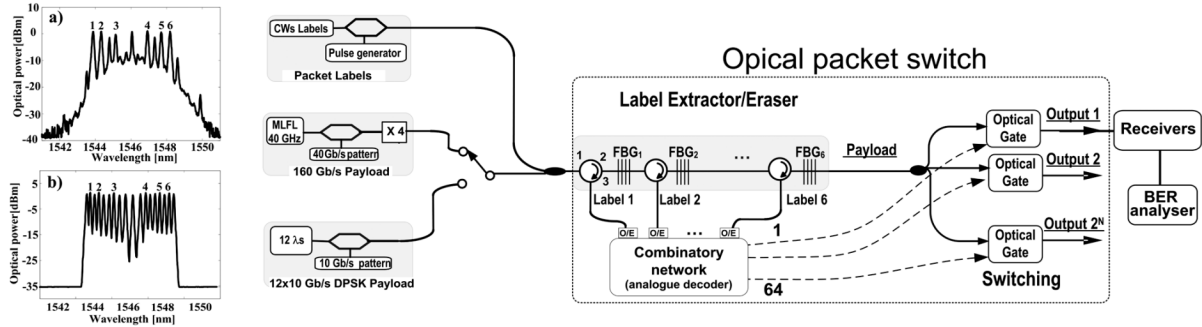 a)
1 2 3 4 5 6
10
0
-10
-20
-30
-40
Optical power[dBm]
1542 1544 1546 1548 1550
Wavelength [nm]
b)
1 2 3 4 5 6
5
-5
-15
-25
-35
Optical power[dBm]
1542 1544 1546 1548 1550
Wavelength [nm]
CWs Labels
Pulse generator
Packet Labels
MLFL
40 GHz
X 4
40Gb/s pattern
160 Gb/s Payload
12 λs
10 Gb/s pattern
12x10 Gb/s DPSK Payload
Opical packet switch
Label Extractor/Eraser
1 2 3
FBG1 FBG2 ... FBG6
Payload
Label 1 Label 2 Label 6
O/E O/E ... O/E
Combinatory
network
(analogue decoder)
1
64
Optical
Gate
Output 1
Optical
Gate
Output 2
Optical
Gate
Output 2N
Switching
Receivers
BER
analyser